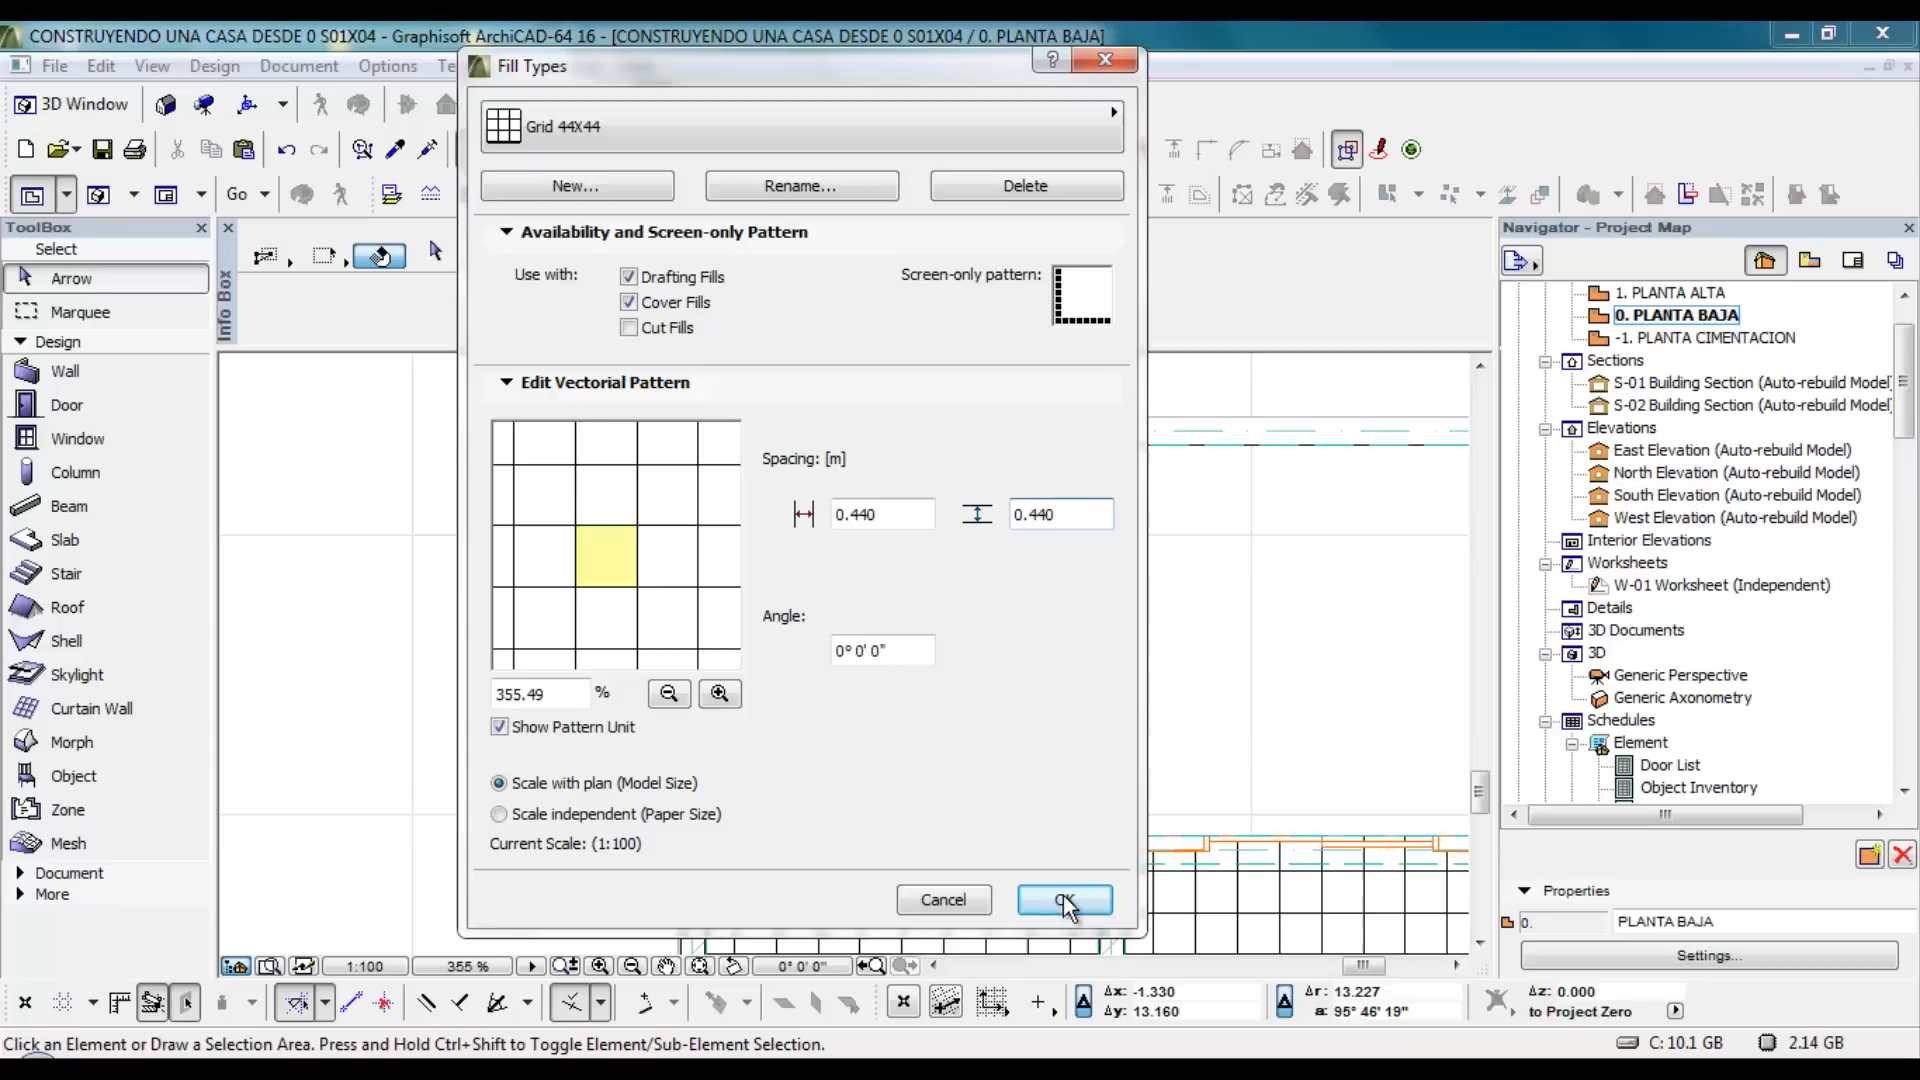 CONSTRUYENDO UNA CASA DESDE 0 S01X04 - Graphisoft ArchiCAD-64 16 - [CONSTRUYENDO UNA CASA DESDE 0 S01X04 / 0. PLANTA BAJA]
File Edit View Design Document Options Te
Fill Types
3D Window
Grid 44X44
New... Rename... Delete
Go
ToolBox
Select
Arrow
Marquee
Design
Wall
Door
Window
Column
Beam
Slab
Stair
Roof
Shell
Skylight
Curtain Wall
Morph
Object
Zone
Mesh
Document
More
Info Box
Availability and Screen-only Pattern
Use with:
Drafting Fills
Cover Fills
Cut Fills
Screen-only pattern:
Edit Vectorial Pattern
Spacing: [m]
0.440
0.440
Angle:
0° 0' 0"
355.49 %
Show Pattern Unit
Scale with plan (Model Size)
Scale independent (Paper Size)
Current Scale: (1:100)
Cancel
OK
Navigator - Project Map
1. PLANTA ALTA
0. PLANTA BAJA
-1. PLANTA CIMENTACION
Sections
S-01 Building Section (Auto-rebuild Model)
S-02 Building Section (Auto-rebuild Model)
Elevations
East Elevation (Auto-rebuild Model)
North Elevation (Auto-rebuild Model)
South Elevation (Auto-rebuild Model)
West Elevation (Auto-rebuild Model)
Interior Elevations
Worksheets
W-01 Worksheet (Independent)
Details
3D Documents
3D
Generic Perspective
Generic Axonometry
Schedules
Element
Door List
Object Inventory
Properties
0. PLANTA BAJA
Settings...
1:100 355 % 0° 0' 0"
Δx: -1.330
Δy: 13.160
Δr: 13.227
a: 95° 46' 19"
Δz: 0.000
to Project Zero
Click an Element or Draw a Selection Area. Press and Hold Ctrl+Shift to Toggle Element/Sub-Element Selection.
C: 10.1 GB 2.14 GB